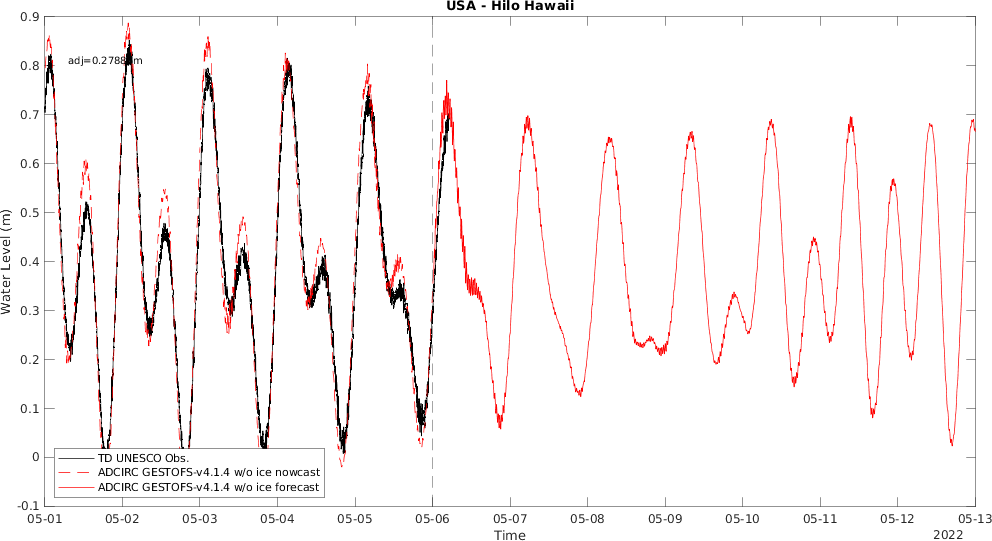 USA - Hilo Hawaii
0.9
0.8
0.7
0.6
0.5
0.4
0.3
0.2
0.1
0
-0.1
Water Level (m)
adj=0.2788 m
TD UNESCO Obs.
ADCIRC GESTOFS-v4.1.4 w/o ice nowcast
ADCIRC GESTOFS-v4.1.4 w/o ice forecast
05-01 05-02 05-03 05-04 05-05 05-06 05-07 05-08 05-09 05-10 05-11 05-12 05-13
Time
2022